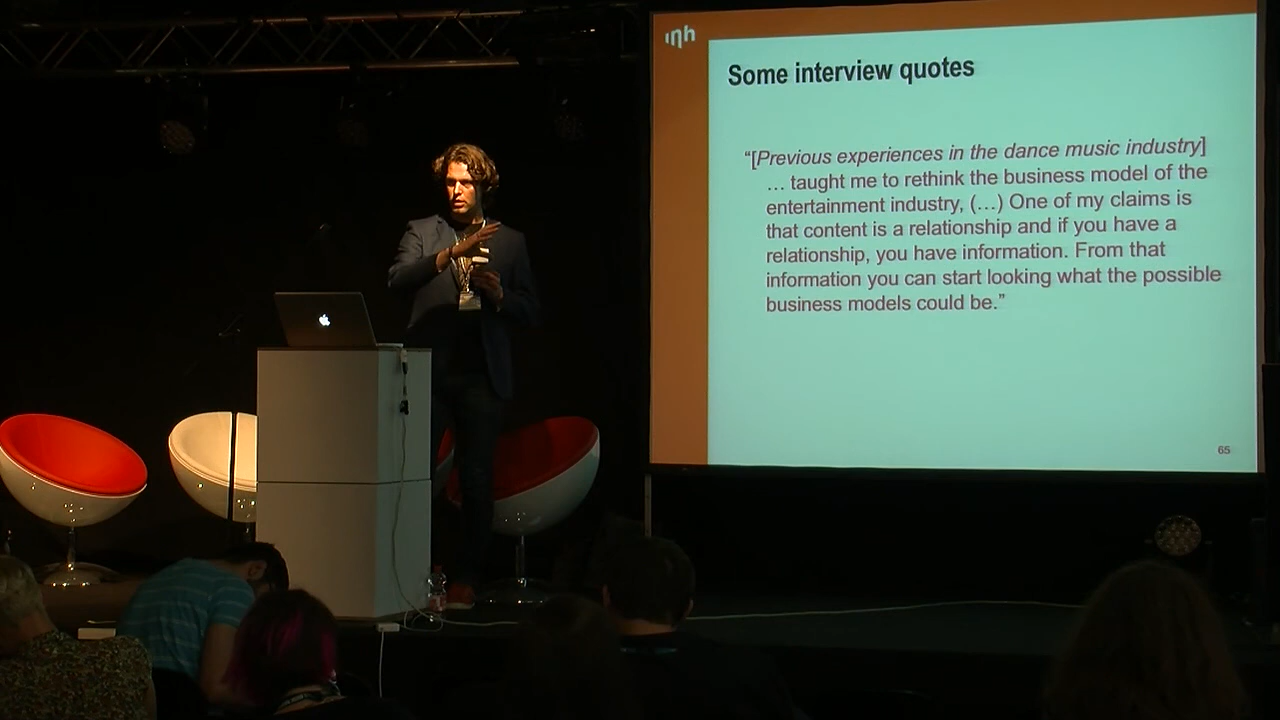 inh
Some interview quotes
“[Previous experiences in the dance music industry]
… taught me to rethink the business model of the
entertainment industry, (…) One of my claims is
that content is a relationship and if you have a
relationship, you have information. From that
information you can start looking what the possible
business models could be.”
65